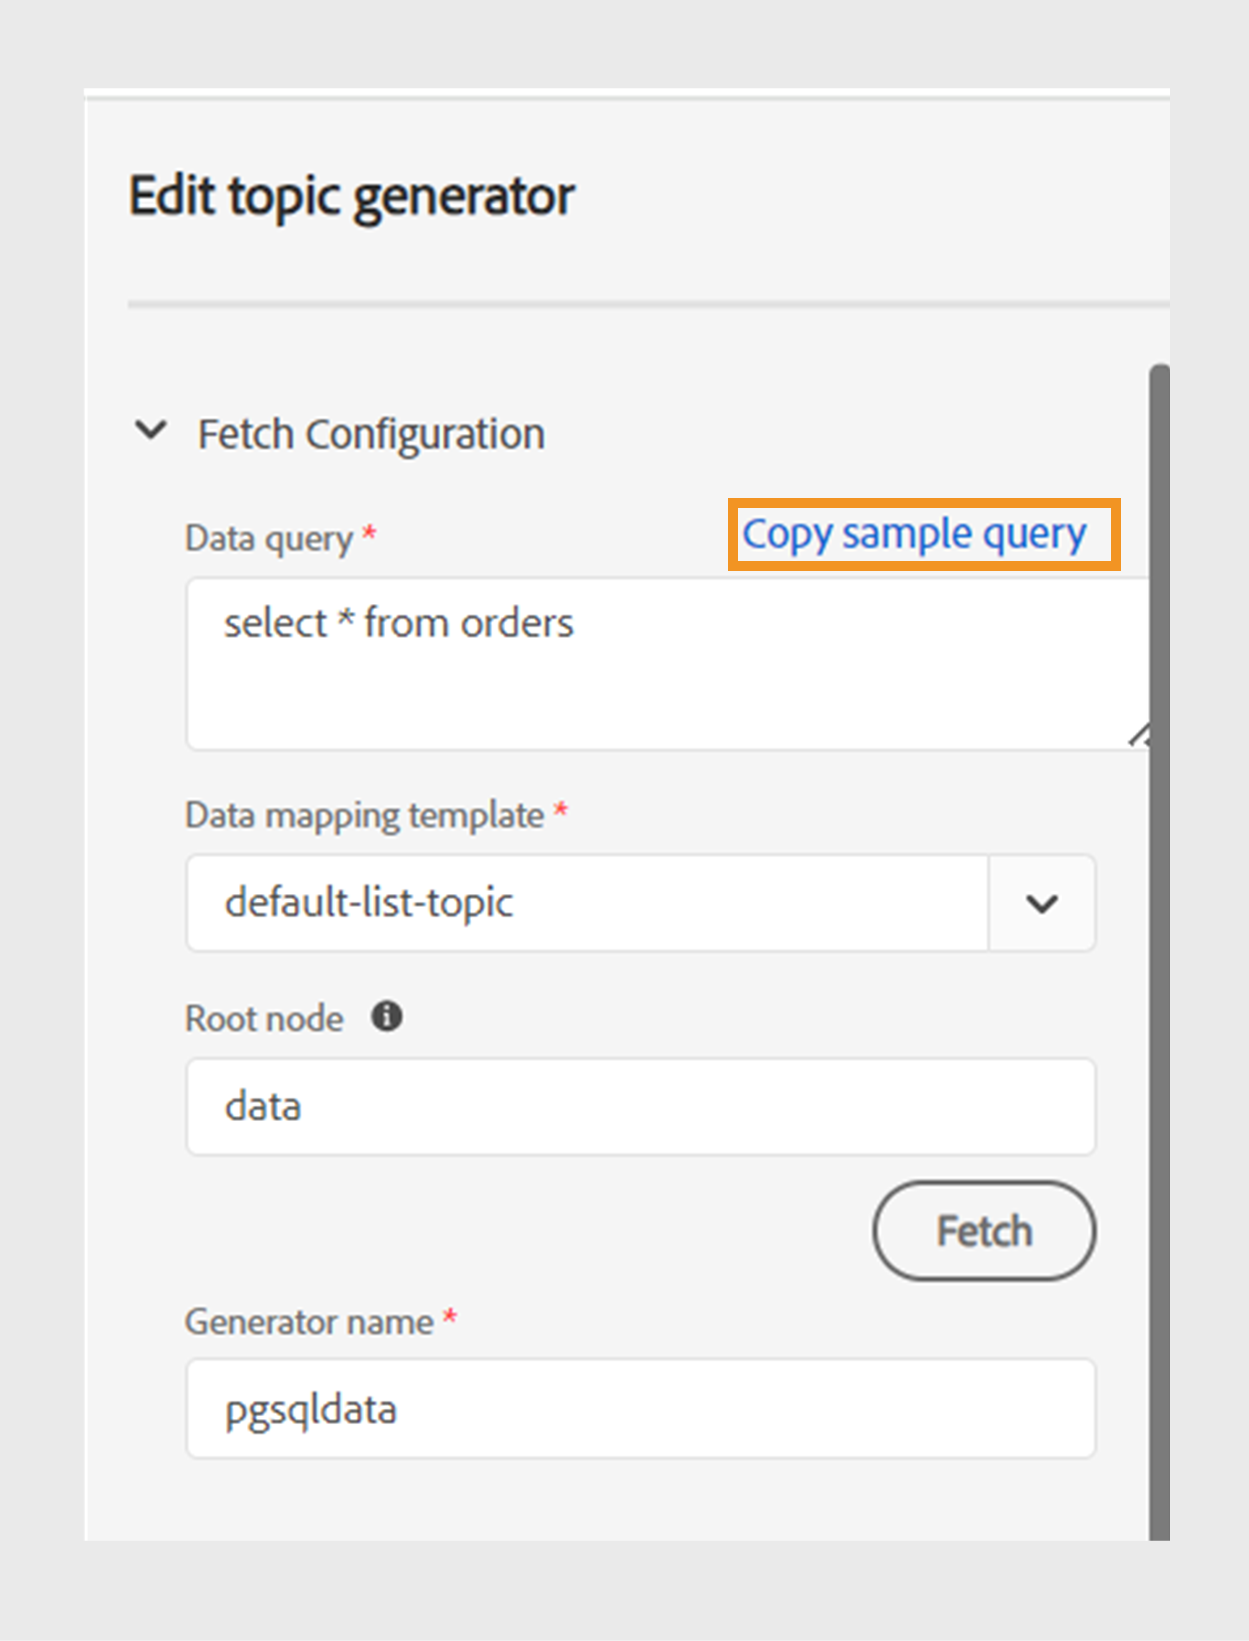 Edit topic generator
Fetch Configuration
Data query *
Copy sample query
select * from orders
Data mapping template *
default-list-topic
Root node
data
Fetch
Generator name *
pgsqldata